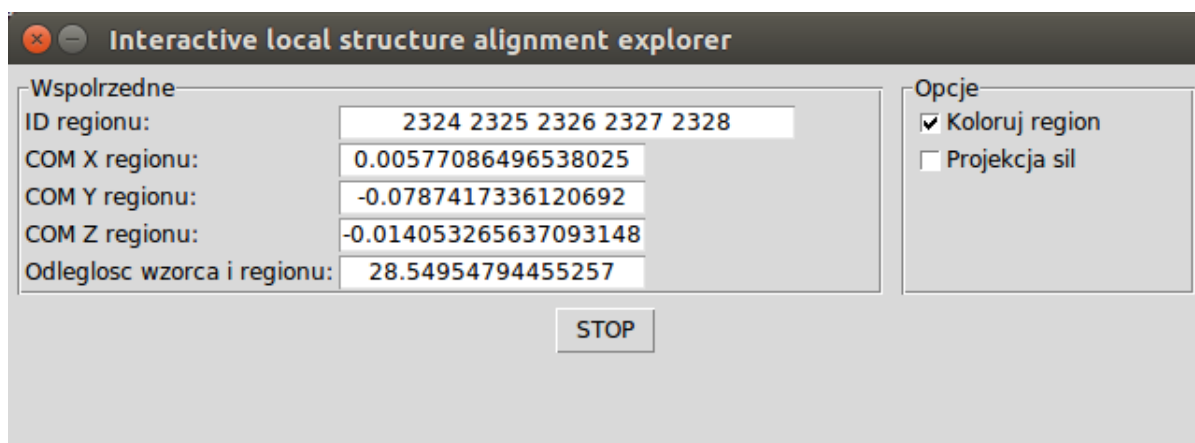 Interactive local structure alignment explorer
Wspolrzedne
ID regionu: 2324 2325 2326 2327 2328
COM X regionu: 0.00577086496538025
COM Y regionu: -0.0787417336120692
COM Z regionu: -0.014053265637093148
Odleglosc wzorca i regionu: 28.54954794455257
Opcje
Koloruj region
Projekcja sil
STOP